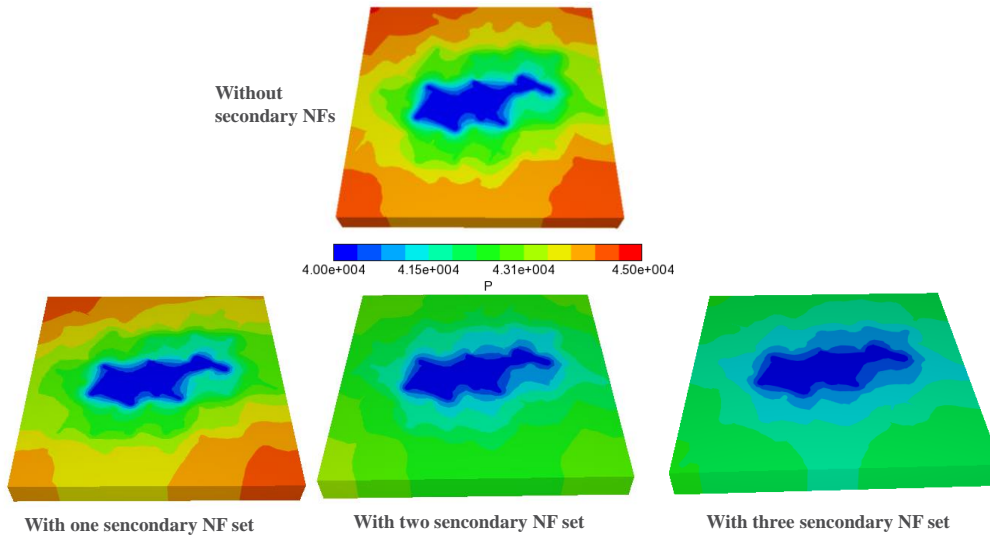 Without
secondary NFs
4.00e+004 4.15e+004 4.31e+004 4.50e+004
P
With one sencondary NF set
With two sencondary NF set
With three sencondary NF set